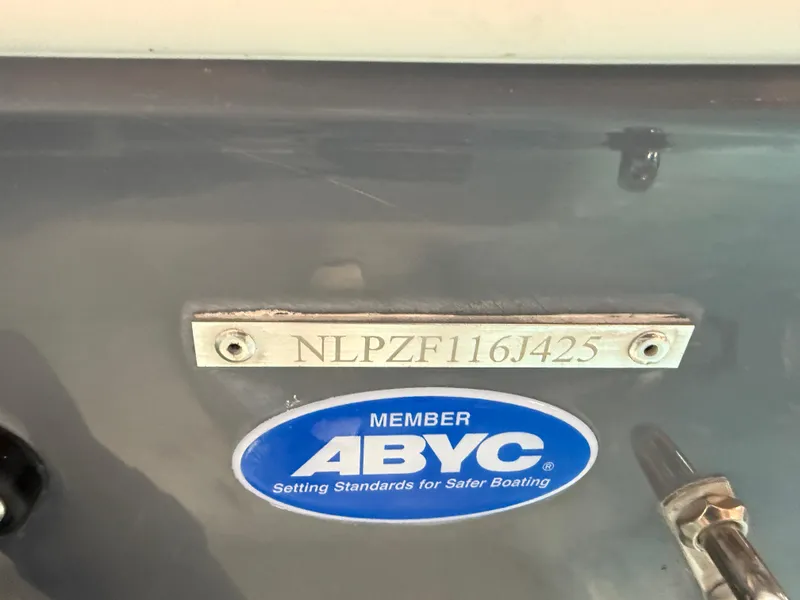 NLPZF116J425
MEMBER
ABYC®
Setting Standards for Safer Boating